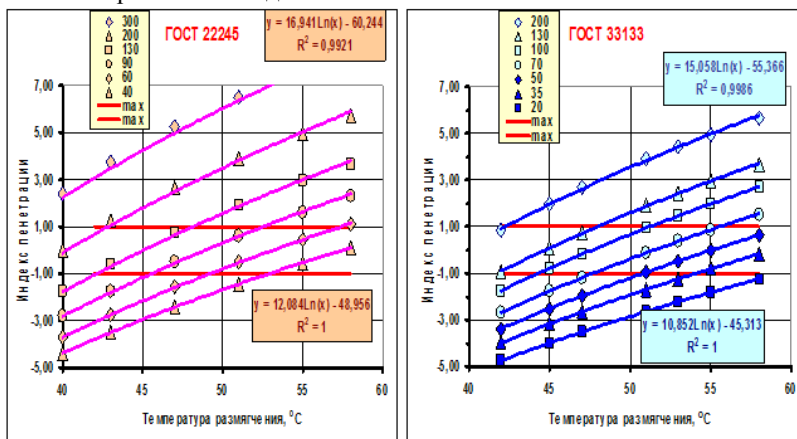 300
200
130
90
60
40
max
max
ГОСТ 22245
y = 16,941Ln(x) - 60,244
R² = 0,9921
7,00
5,00
3,00
1,00
-1,00
-3,00
-5,00
Индекс пенетрации
y = 12,084Ln(x) - 48,956
R² = 1
40
45
50
55
60
Температура размягчения, °C
ГОСТ 33133
200
130
100
70
50
35
20
max
max
y = 15,058Ln(x) - 55,366
R² = 0,9986
7,00
5,00
3,00
1,00
-1,00
-3,00
-5,00
Индекс пенетрации
y = 10,852Ln(x) - 45,313
R² = 1
40
45
50
55
60
Температура размягчения, °C